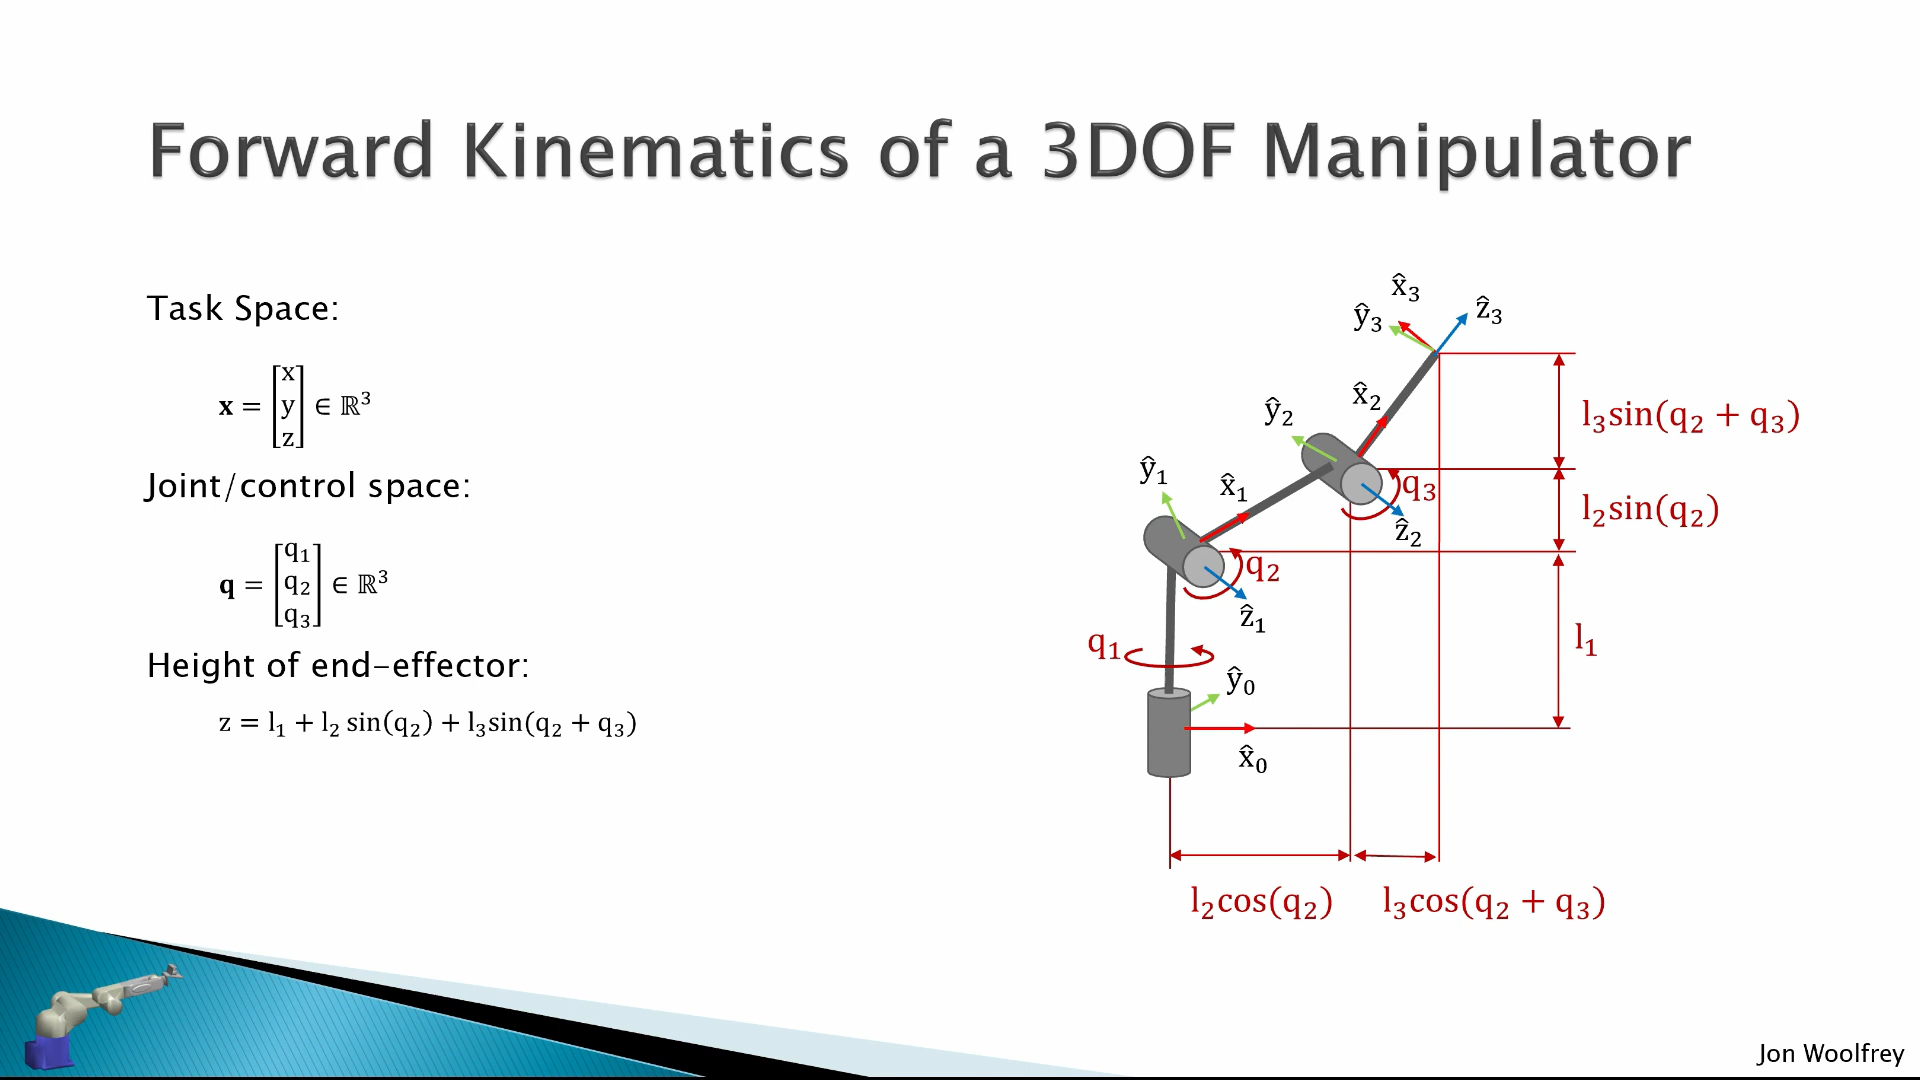 Forward Kinematics of a 3DOF Manipulator
Task Space:
𝐱 = [x y z] ∈ ℝ³
Joint/control space:
𝐪 = [q₁ q₂ q₃] ∈ ℝ³
Height of end-effector:
z = l₁ + l₂ sin(q₂) + l₃sin(q₂ + q₃)
x̂₃
ŷ₃
ẑ₃
x̂₂
ŷ₂
l₃sin(q₂ + q₃)
ŷ₁
x̂₁
q₃
ẑ₂
l₂sin(q₂)
q₂
ẑ₁
q₁
l₁
ŷ₀
x̂₀
l₂cos(q₂)
l₃cos(q₂ + q₃)
Jon Woolfrey